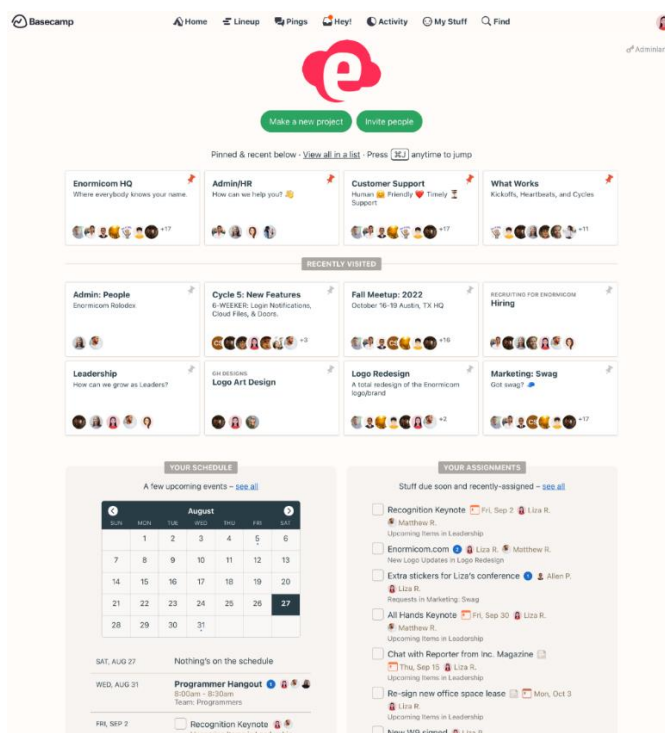 Basecamp
Home Lineup Pings Hey! Activity My Stuff Find
e
Make a new project Invite people
Pinned & recent below · View all in a list · Press ⌘J anytime to jump
Enormicom HQ
Where everybody knows your name.
+17
Admin/HR
How can we help you? 👋
Customer Support
Human 😀 Friendly ❤️ Timely ⏳
Support
+17
What Works
Kickoffs, Heartbeats, and Cycles
+11
RECENTLY VISITED
Admin: People
Enormicom Rolodex
Cycle 5: New Features
6-WEEKER: Login Notifications,
Cloud Files, & Doors.
+3
Fall Meetup: 2022
October 16-19 Austin, TX HQ
+16
RECRUITING FOR ENORMICOM
Hiring
Leadership
How can we grow as Leaders?
GH DESIGNS
Logo Art Design
Logo Redesign
A total redesign of the Enormicom
logo/brand
+2
Marketing: Swag
Got swag? 🧢
+17
YOUR SCHEDULE
A few upcoming events – see all
August
SUN MON TUE WED THU FRI SAT
1 2 3 4 5 6
7 8 9 10 11 12 13
14 15 16 17 18 19 20
21 22 23 24 25 26 27
28 29 30 31
SAT, AUG 27 Nothing's on the schedule
WED, AUG 31 Programmer Hangout 1
8:00am - 8:30am
Team: Programmers
FRI, SEP 2 Recognition Keynote
YOUR ASSIGNMENTS
Stuff due soon and recently-assigned – see all
Recognition Keynote Fri, Sep 2 Liza R.
Matthew R.
Upcoming Items in Leadership
Enormicom.com 2 Liza R. Matthew R.
New Logo Updates in Logo Redesign
Extra stickers for Liza's conference 1 Allen P.
Liza R.
Requests in Marketing: Swag
All Hands Keynote Fri, Sep 30 Liza R.
Matthew R.
Upcoming Items in Leadership
Chat with Reporter from Inc. Magazine
Thu, Sep 15 Liza R.
Upcoming Items in Leadership
Re-sign new office space lease Mon, Oct 3
Liza R.
Upcoming Items in Leadership
New W9 signed Liza R.